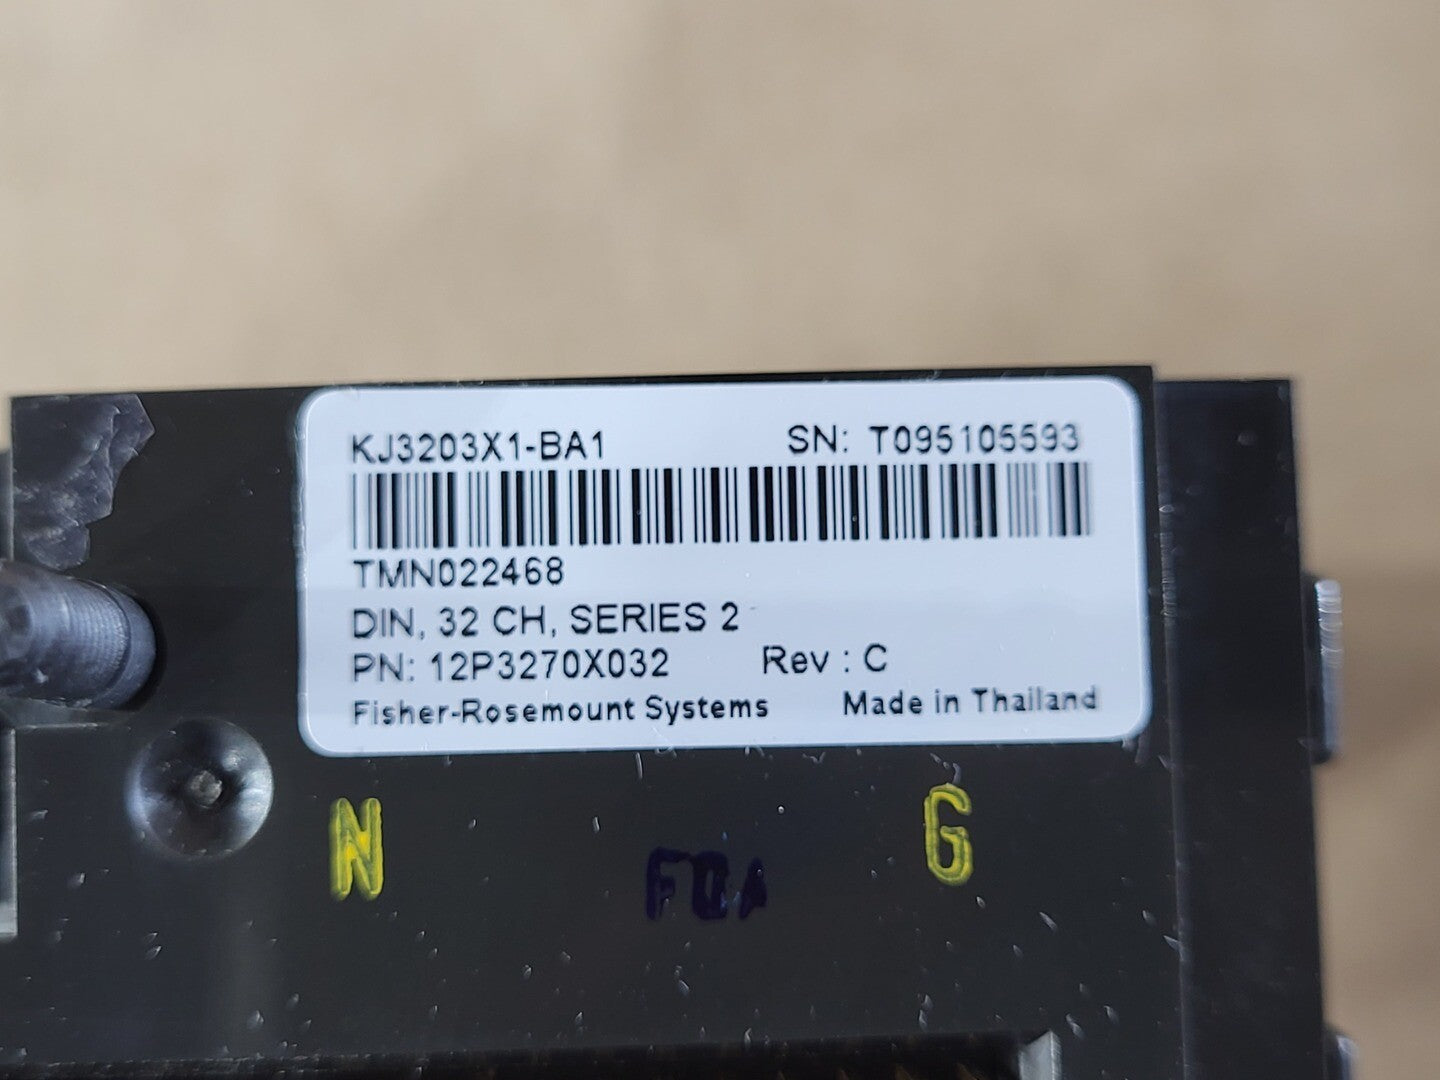 KJ3203X1-BA1 SN: T095105593
TMN022468
DIN, 32 CH, SERIES 2
PN: 12P3270X032 Rev : C
Fisher-Rosemount Systems Made in Thailand
N G